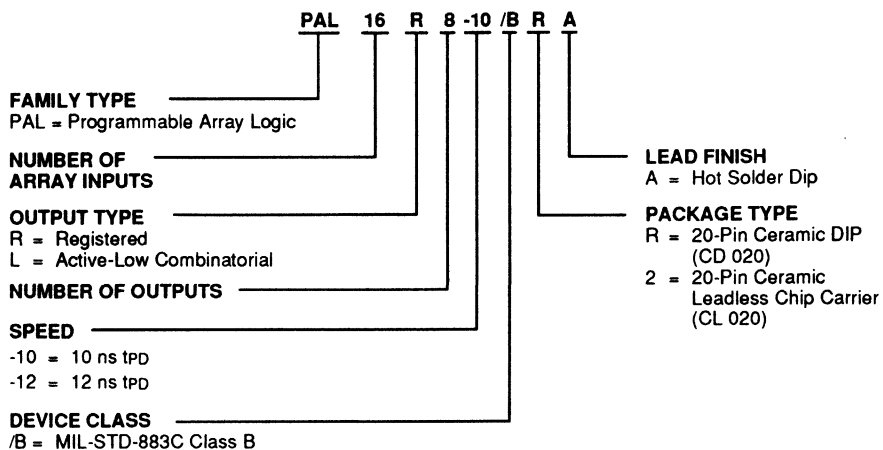 PAL 16 R 8 -10 /B R A
FAMILY TYPE
PAL = Programmable Array Logic
NUMBER OF
ARRAY INPUTS
OUTPUT TYPE
R = Registered
L = Active-Low Combinatorial
NUMBER OF OUTPUTS
SPEED
-10 = 10 ns tPD
-12 = 12 ns tPD
DEVICE CLASS
/B = MIL-STD-883C Class B
LEAD FINISH
A = Hot Solder Dip
PACKAGE TYPE
R = 20-Pin Ceramic DIP
(CD 020)
2 = 20-Pin Ceramic
Leadless Chip Carrier
(CL 020)